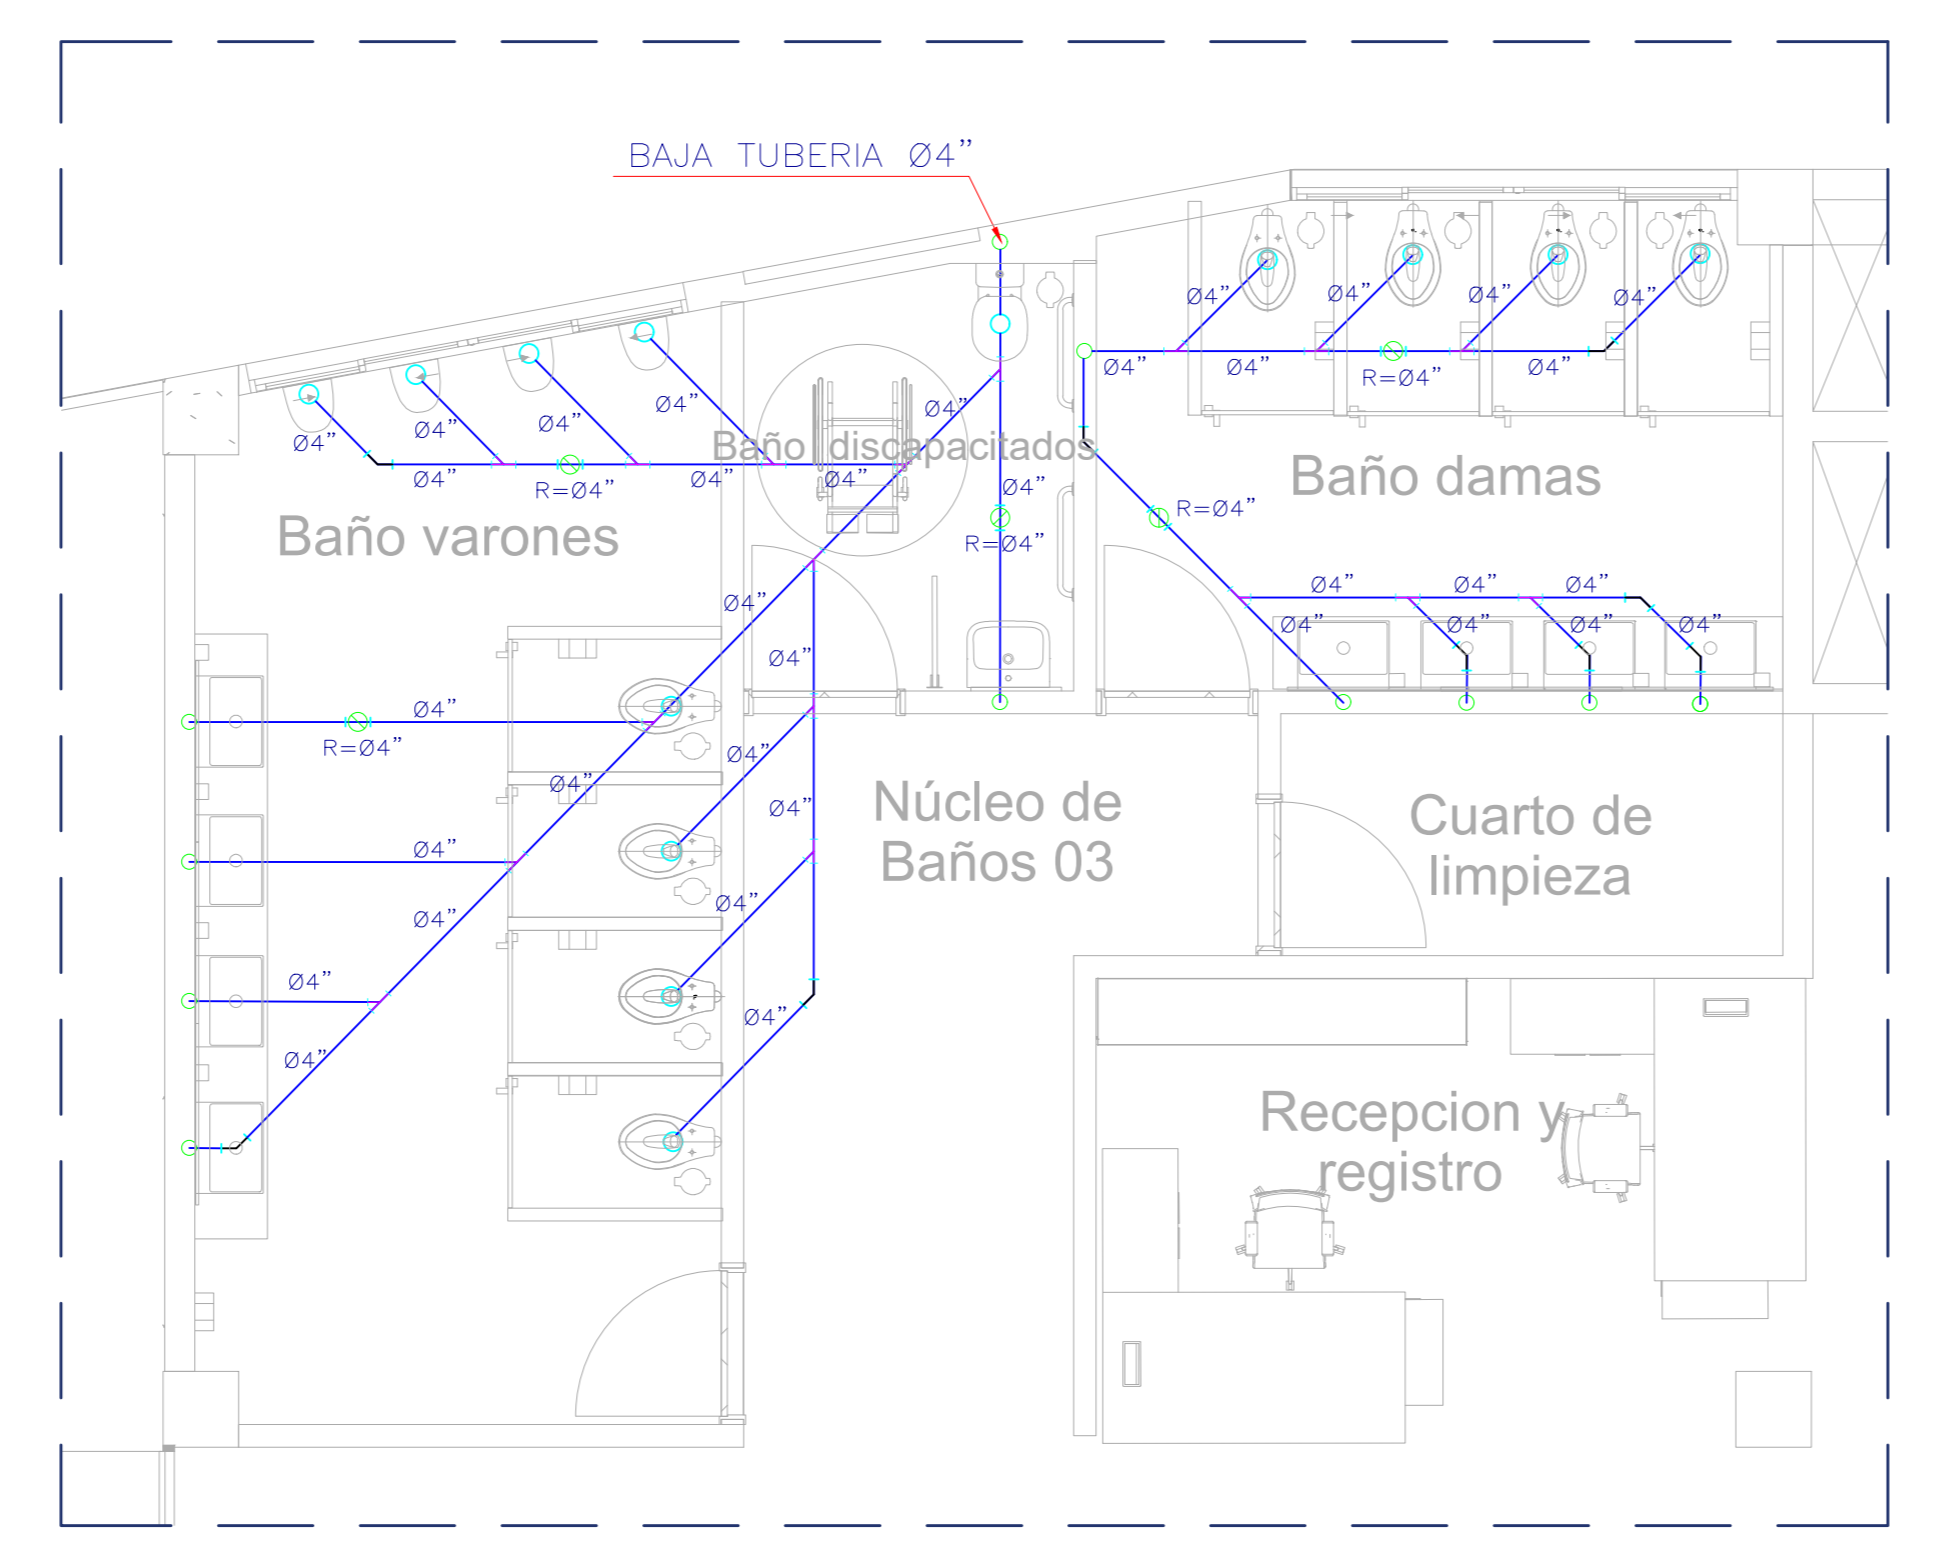 BAJA TUBERIA Ø4”
Ø4” Ø4” Ø4” Ø4”
Ø4” Ø4” R=Ø4” Ø4”
Ø4” Ø4” Ø4” Ø4” Ø4”
Baño discapacitados
Ø4” R=Ø4” Ø4” Ø4” Ø4”
Baño damas
R=Ø4”
Baño varones
R=Ø4”
Ø4” Ø4” Ø4” Ø4”
Ø4” Ø4” Ø4” Ø4”
Ø4”
Ø4”
R=Ø4” Ø4”
Ø4” Ø4”
Núcleo de
Baños 03
Cuarto de
limpieza
Ø4”
Ø4” Ø4”
Ø4” Ø4”
Ø4”
Recepcion y
registro